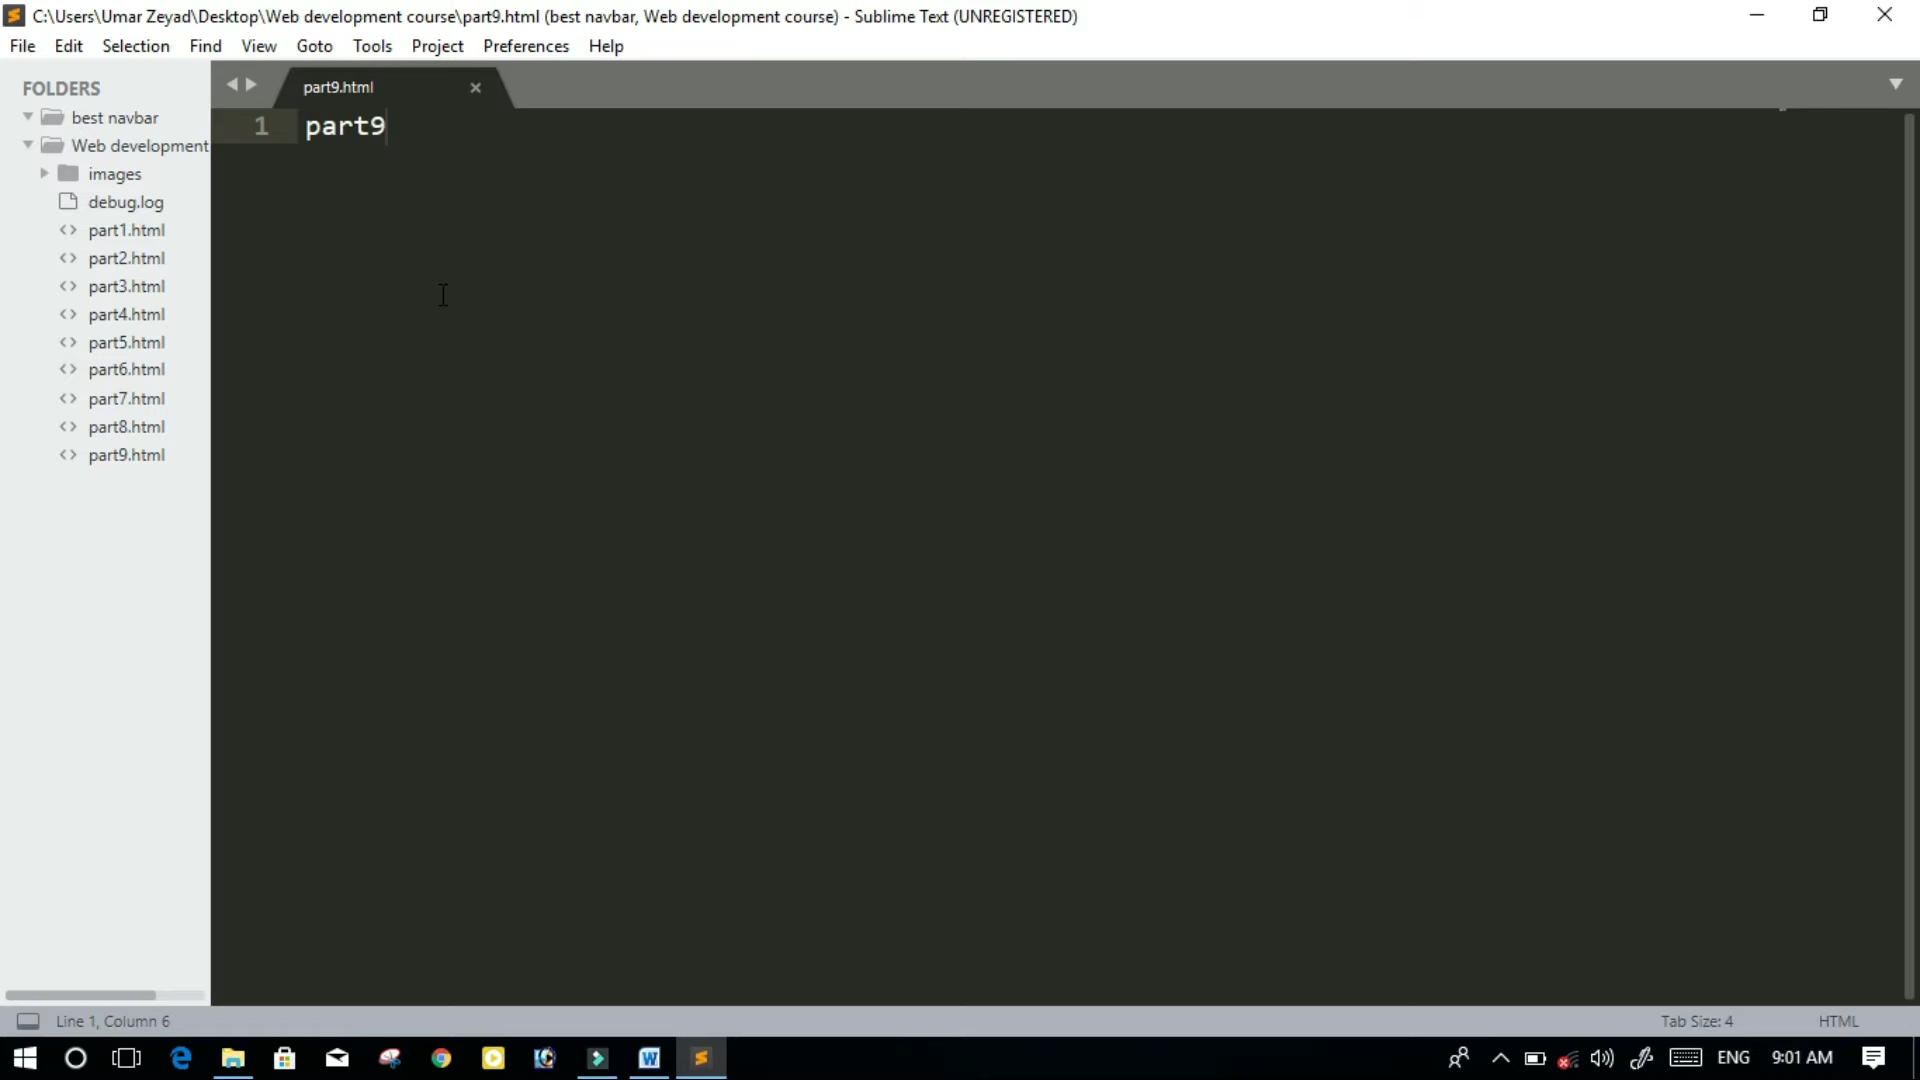 C:\Users\Umar Zeyad\Desktop\Web development course\part9.html (best navbar, Web development course) - Sublime Text (UNREGISTERED)
File Edit Selection Find View Goto Tools Project Preferences Help
FOLDERS
best navbar
Web development
images
debug.log
part1.html
part2.html
part3.html
part4.html
part5.html
part6.html
part7.html
part8.html
part9.html
part9.html
1 part9
Line 1, Column 6
Tab Size: 4
HTML
ENG
9:01 AM